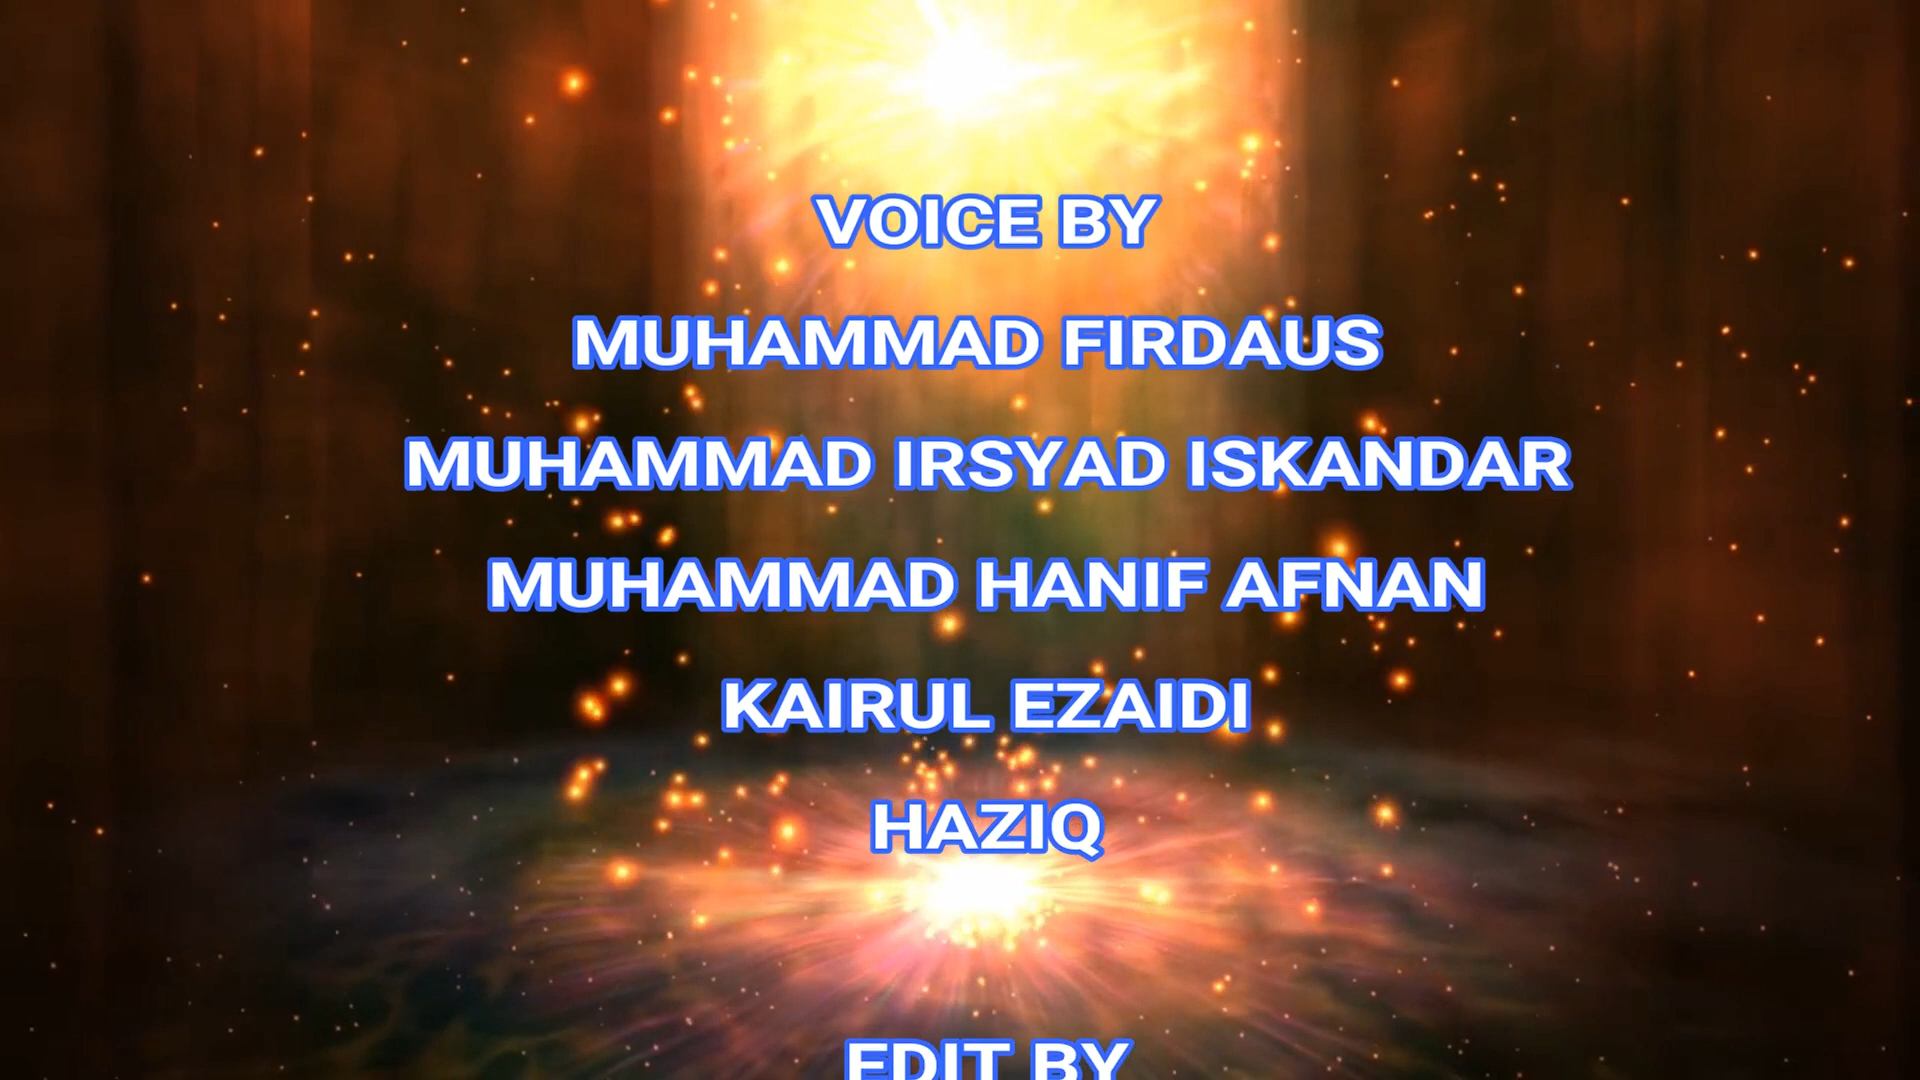 VOICE BY
MUHAMMAD FIRDAUS
MUHAMMAD IRSYAD ISKANDAR
MUHAMMAD HANIF AFNAN
KAIRUL EZAIDI
HAZIQ
EDIT BY